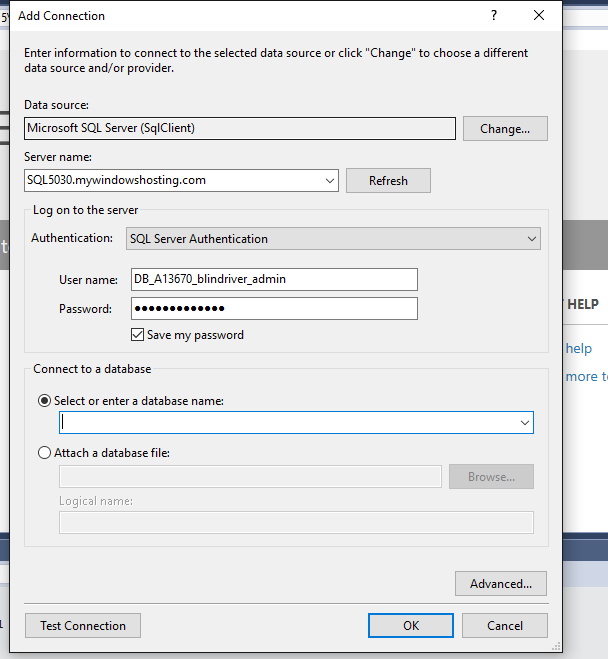 Add Connection
?
Enter information to connect to the selected data source or click "Change" to choose a different
data source and/or provider.
Data source:
Microsoft SQL Server (SqlClient)
Change...
Server name:
SQL5030.mywindowshosting.com
Refresh
Log on to the server
Authentication:
SQL Server Authentication
User name:
DB_A13670_blindriver_admin
Password:
●●●●●●●●●●●●●
Save my password
HELP
help
more to
Connect to a database
Select or enter a database name:
Attach a database file:
Browse...
Logical name:
Advanced...
Test Connection
OK
Cancel